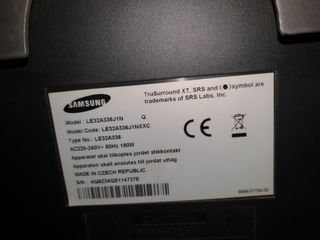 TruSurround XT, SRS and (●) symbol are
trademarks of SRS Labs, Inc.
SAMSUNG
Model : LE32A336J1N Q
Model Code: LE32A336J1NXXC
Type No.: LE32A336
AC220-240V~ 50Hz 180W
Apparatet skal tilkoples jordet stikkontakt
Apparaten skall anslutas till jordat uttag
MADE IN CZECH REPUBLIC
S/N :